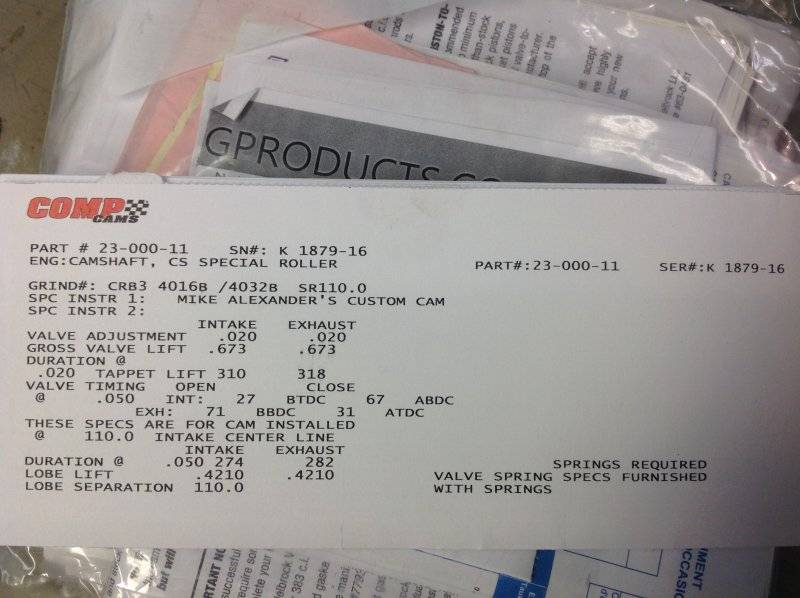 ISTON-TO-
GPRODUCTS.CO
COMP
CAMS
PART # 23-000-11 SN#: K 1879-16
ENG:CAMSHAFT, CS SPECIAL ROLLER
PART#:23-000-11 SER#:K 1879-16
GRIND#: CRB3 4016B /4032B SR110.0
SPC INSTR 1: MIKE ALEXANDER'S CUSTOM CAM
SPC INSTR 2:
INTAKE EXHAUST
VALVE ADJUSTMENT .020 .020
GROSS VALVE LIFT .673 .673
DURATION @
.020 TAPPET LIFT 310 318
VALVE TIMING OPEN CLOSE
@ .050 INT: 27 BTDC 67 ABDC
EXH: 71 BBDC 31 ATDC
THESE SPECS ARE FOR CAM INSTALLED
@ 110.0 INTAKE CENTER LINE
INTAKE EXHAUST
DURATION @ .050 274 282
LOBE LIFT .4210 .4210
LOBE SEPARATION 110.0
SPRINGS REQUIRED
VALVE SPRING SPECS FURNISHED
WITH SPRINGS